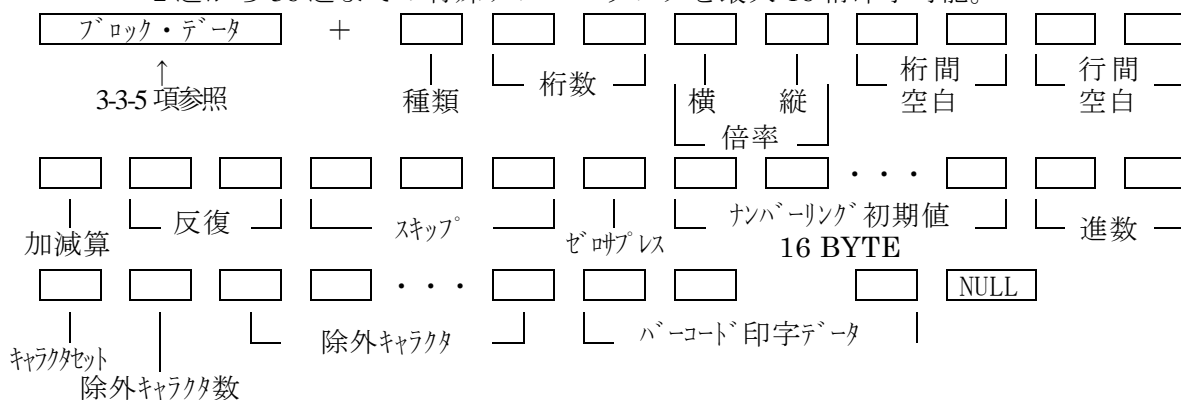 ﾌﾞﾛｯｸ・ﾃﾞｰﾀ +
↑
3-3-5 項参照 種類 桁数 横 縦 桁間空白 行間空白
倍率
・・・
加減算 反復 ｽｷｯﾌﾟ ｾﾞﾛｻﾌﾟﾚｽ ﾅﾝﾊﾞｰﾘﾝｸﾞ初期値 進数
16 BYTE
・・・ NULL
ｷｬﾗｸﾀｾｯﾄ 除外ｷｬﾗｸﾀ ﾊﾞｰｺｰﾄﾞ印字ﾃﾞｰﾀ
除外ｷｬﾗｸﾀ数